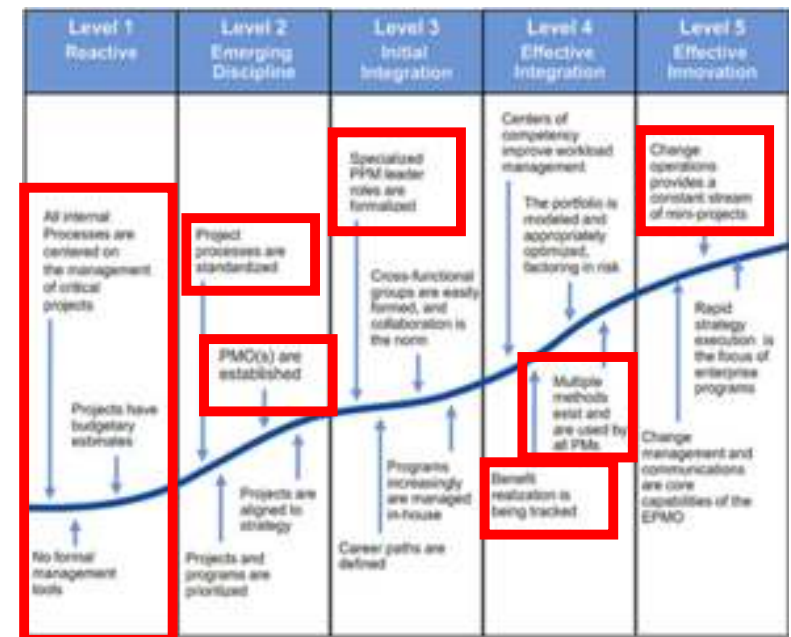 Level 1
Reactive
Level 2
Emerging
Discipline
Level 3
Initial
Integration
Level 4
Effective
Integration
Level 5
Effective
Innovation
All internal
Processes are
centered on
the management
of critical
projects
Projects have
budgetary
estimates
No formal
management
tools
Project
processes are
standardized
PMO(s) are
established
Projects are
aligned to
strategy
Projects and
programs are
prioritized
Specialized
PPM leader
roles are
formalized
Cross-functional
groups are easily
formed, and
collaboration is
the norm
Programs
increasingly
are managed
in-house
Career paths are
defined
Centers of
competency
improve workload
management
The portfolio is
modeled and
appropriately
optimized,
factoring in risk
Multiple
methods
exist and
are used by
all PMs
Benefit
realization is
being tracked
Change
operations
provides a
constant stream
of mini-projects
Rapid
strategy
execution is
the focus of
enterprise
programs
Change
management and
communications
are core
capabilities of the
EPMO